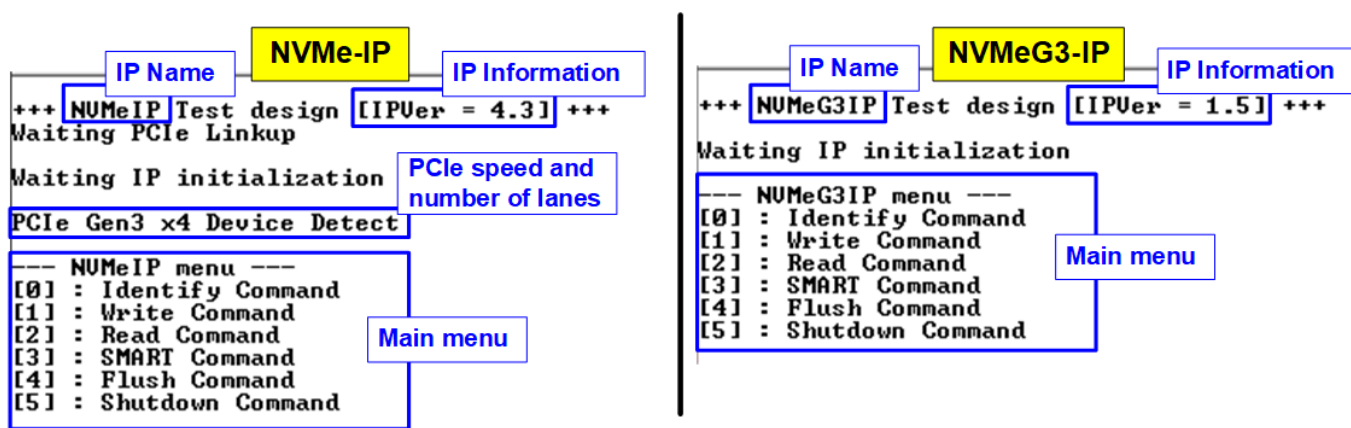 NVMe-IP
IP Name
IP Information
+++ NVMeIP Test design [IPVer = 4.3] +++
Waiting PCIe Linkup
Waiting IP initialization
PCIe speed and
number of lanes
PCIe Gen3 x4 Device Detect
--- NVMeIP menu ---
[0] : Identify Command
[1] : Write Command
[2] : Read Command
[3] : SMART Command
[4] : Flush Command
[5] : Shutdown Command
Main menu
NVMeG3-IP
IP Name
IP Information
+++ NVMeG3IP Test design [IPVer = 1.5] +++
Waiting IP initialization
--- NVMeG3IP menu ---
[0] : Identify Command
[1] : Write Command
[2] : Read Command
[3] : SMART Command
[4] : Flush Command
[5] : Shutdown Command
Main menu